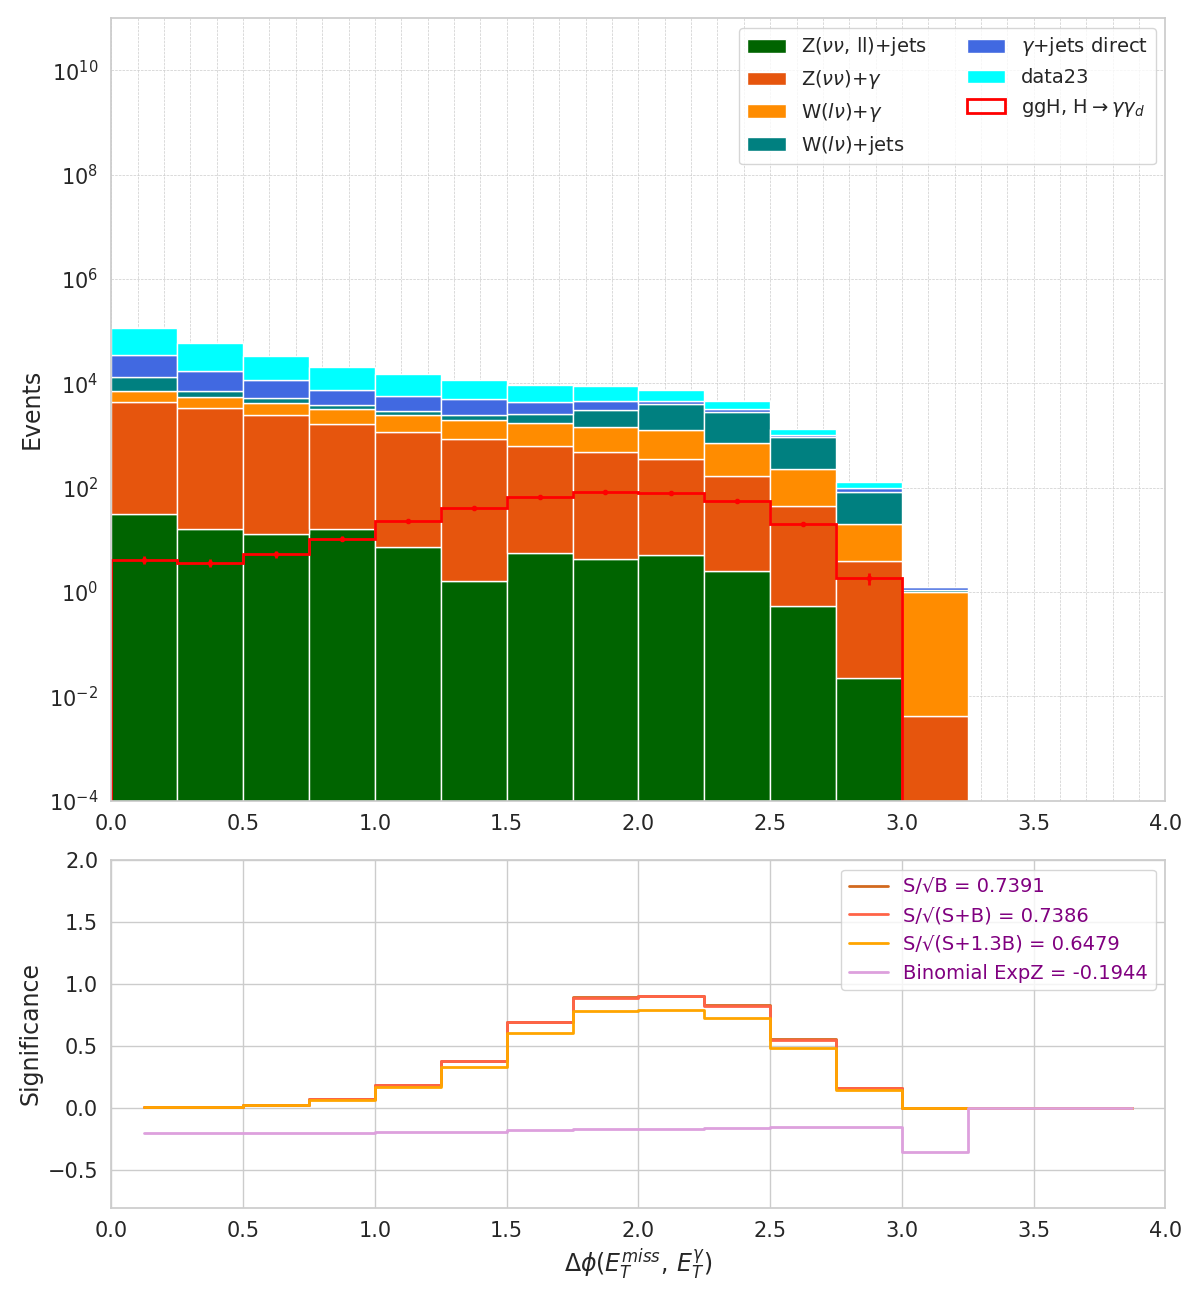 Z(νν, ll)+jets
Z(νν)+γ
W(lν)+γ
W(lν)+jets
γ+jets direct
data23
ggH, H→γγ_d
Events
10^10
10^8
10^6
10^4
10^2
10^0
10^−2
10^−4
0.0 0.5 1.0 1.5 2.0 2.5 3.0 3.5 4.0
S/√B = 0.7391
S/√(S+B) = 0.7386
S/√(S+1.3B) = 0.6479
Binomial ExpZ = -0.1944
Significance
2.0
1.5
1.0
0.5
0.0
−0.5
0.0 0.5 1.0 1.5 2.0 2.5 3.0 3.5 4.0
Δϕ(E_T^miss, E_T^γ)